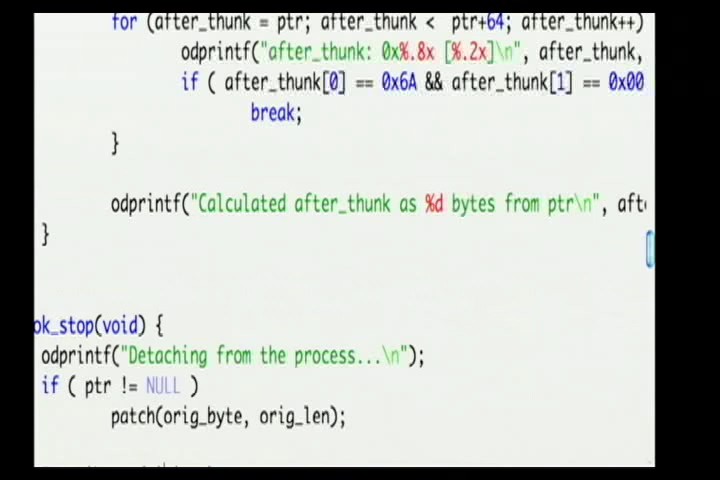 for (after_thunk = ptr; after_thunk < ptr+64; after_thunk++)
odprintf("after_thunk: 0x%.8x [%.2x]\n", after_thunk,
if ( after_thunk[0] == 0x6A && after_thunk[1] == 0x00
break;
}
odprintf("Calculated after_thunk as %d bytes from ptr\n", aft
}
ok_stop(void) {
odprintf("Detaching from the process...\n");
if ( ptr != NULL )
patch(orig_byte, orig_len);